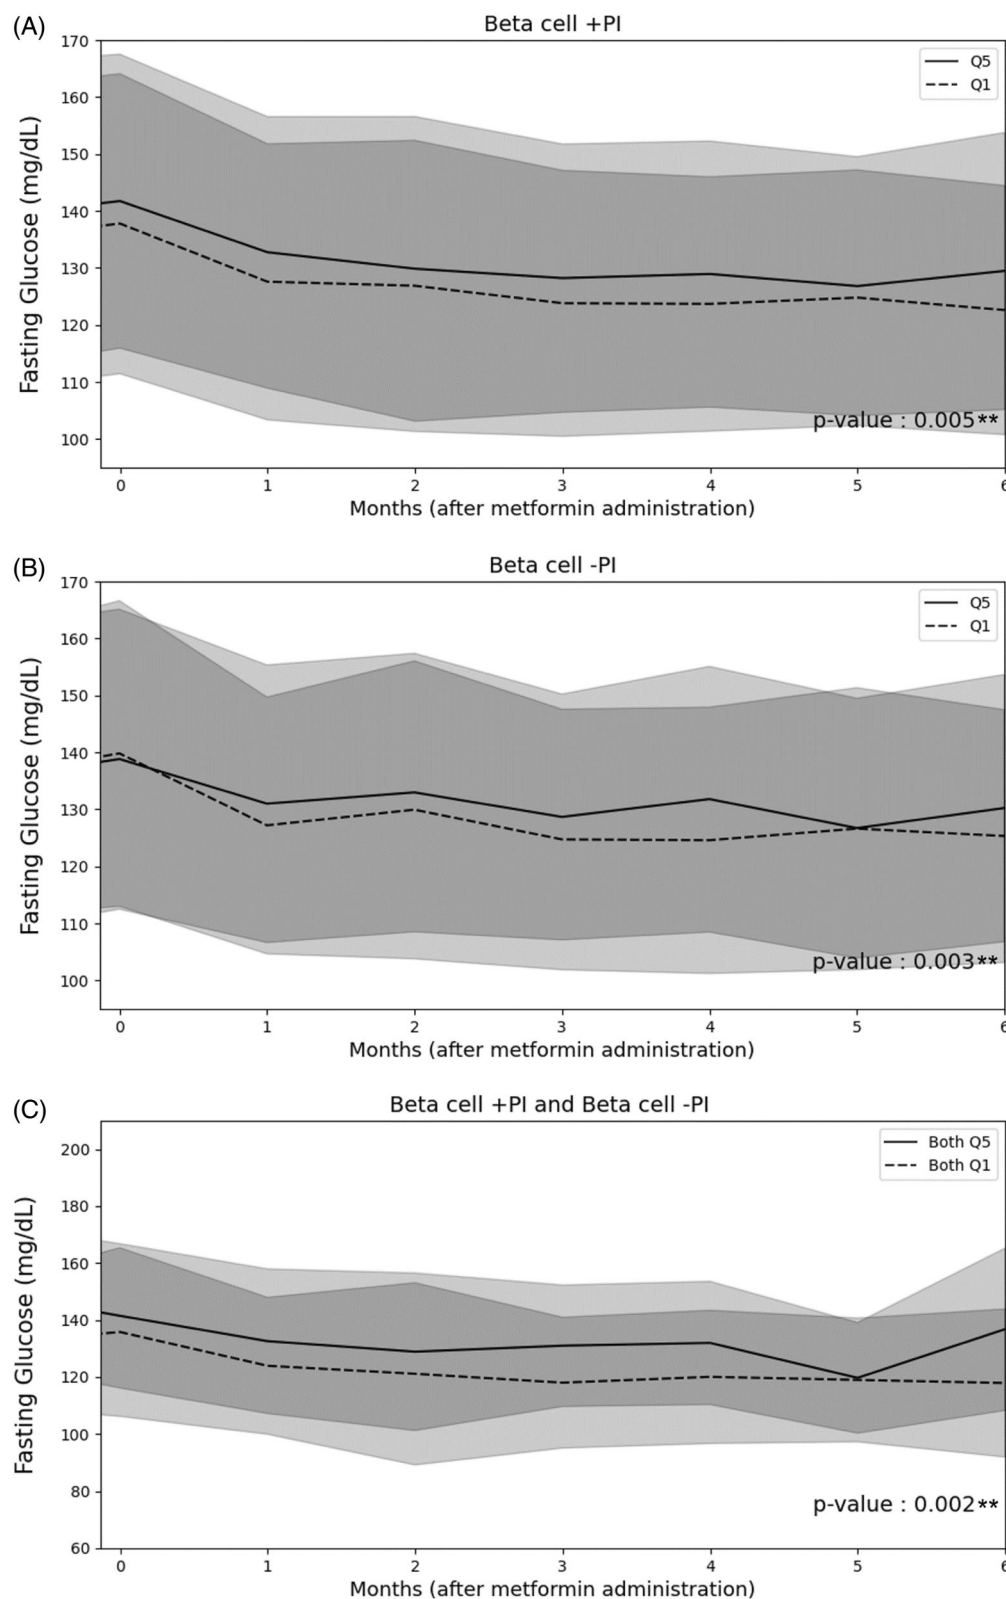 (A)
Beta cell +PI
Fasting Glucose (mg/dL)
170
160
150
140
130
120
110
100
Q5
Q1
p-value : 0.005**
0 1 2 3 4 5 6
Months (after metformin administration)
(B)
Beta cell -PI
Fasting Glucose (mg/dL)
170
160
150
140
130
120
110
100
Q5
Q1
p-value : 0.003**
0 1 2 3 4 5 6
Months (after metformin administration)
(C)
Beta cell +PI and Beta cell -PI
Fasting Glucose (mg/dL)
200
180
160
140
120
100
80
60
Both Q5
Both Q1
p-value : 0.002**
0 1 2 3 4 5 6
Months (after metformin administration)